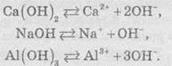 Ca(OH)₂ ⇄ Ca²⁺ + 2OH⁻,
NaOH ⇄ Na⁺ + OH⁻,
Al(OH)₃ ⇄ Al³⁺ + 3OH⁻.